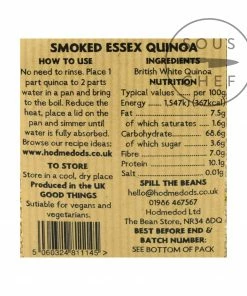 SOUS
CHEF
SMOKED ESSEX QUINOA
HOW TO USE
No need to rinse. Place 1
part quinoa to 2 parts
water in a pan and bring
to the boil. Reduce the
heat, place a lid on the
pan and simmer until
water is fully absorbed.
Browse our recipe ideas:
www.hodmedods.com
TO STORE
Store in a cool, dry place
Produced in the UK
GOOD THINGS
Sutiable for vegans and
vegetarians.
5 060324 811145 >
INGREDIENTS
British White Quinoa
NUTRITION
Typical values per 100g
Energy 1,547kJ (367kcal)
Fat 7.5g
of which saturates 1.6g
Carbohydrate 68.6g
of which sugar 3.6g
Fibre 7.0g
Protein 10.1g
Salt 0.01g
SPILL THE BEANS
hello@hodmedods.com
01986 467567
Hodmedod Ltd
The Bean Store, NR34 8DQ
BEST BEFORE END &
BATCH NUMBER:
SEE BOTTOM OF PACK